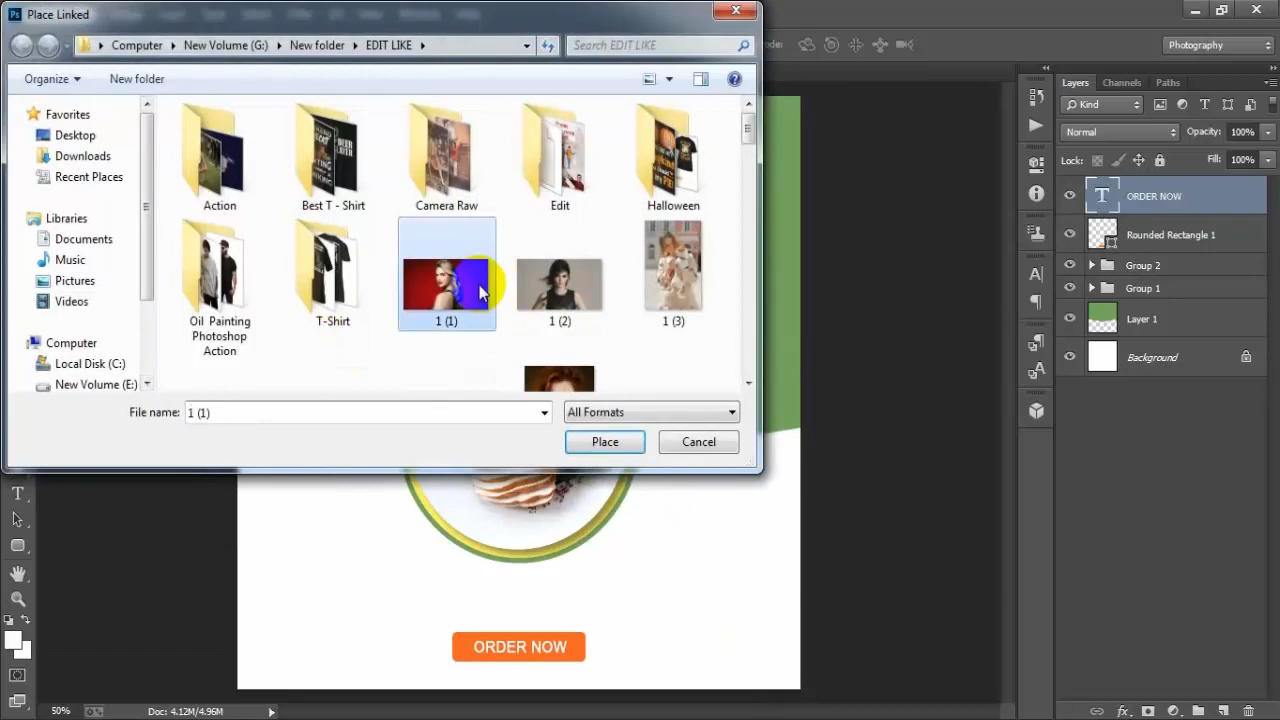 Place Linked
Computer
New Volume (G:)
New folder
EDIT LIKE
Search EDIT LIKE
Photography
Organize
New folder
Layers
Channels
Paths
Kind
Normal
Opacity:
100%
Lock:
Fill:
100%
Favorites
Desktop
Downloads
Recent Places
Libraries
Documents
Music
Pictures
Videos
Computer
Local Disk (C:)
New Volume (E:)
Action
Best T - Shirt
Camera Raw
Edit
Halloween
Oil Painting
Photoshop
Action
T-Shirt
1 (1)
1 (2)
1 (3)
File name:
1 (1)
All Formats
Place
Cancel
ORDER NOW
Rounded Rectangle 1
Group 2
Group 1
Layer 1
Background
ORDER NOW
50%
Doc: 4.12M/4.96M